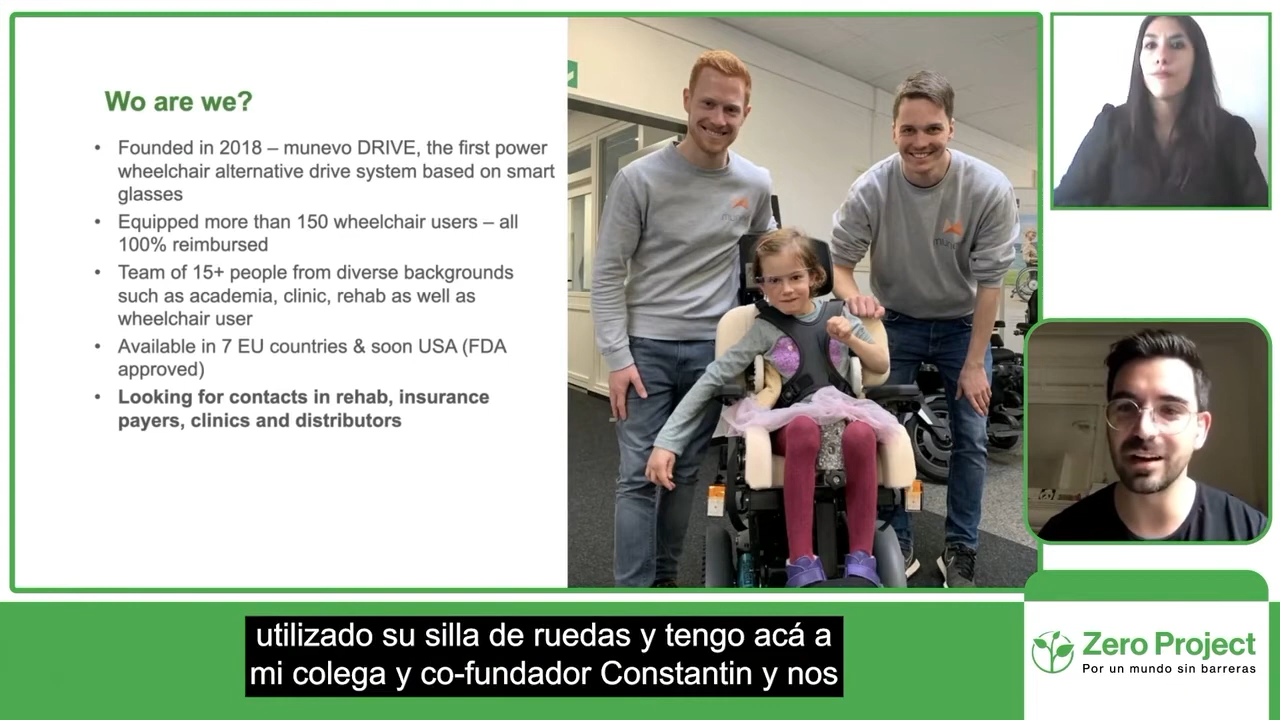 Wo are we?
• Founded in 2018 – munevo DRIVE, the first power
wheelchair alternative drive system based on smart
glasses
• Equipped more than 150 wheelchair users – all
100% reimbursed
• Team of 15+ people from diverse backgrounds
such as academia, clinic, rehab as well as
wheelchair user
• Available in 7 EU countries & soon USA (FDA
approved)
• Looking for contacts in rehab, insurance
payers, clinics and distributors
utilizado su silla de ruedas y tengo acá a
mi colega y co-fundador Constantin y nos
Zero Project
Por un mundo sin barreras